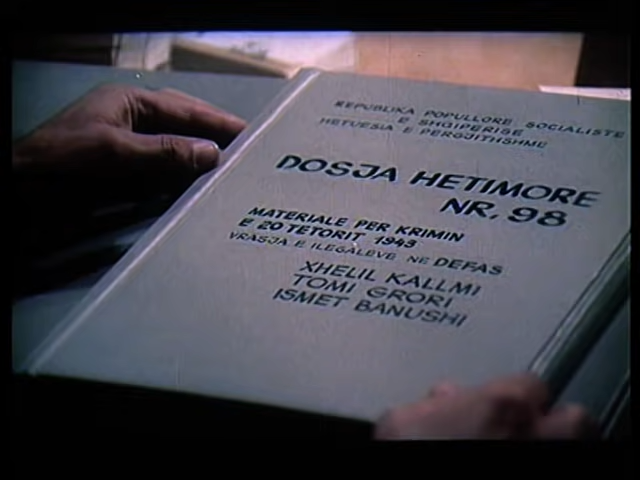 REPUBLIKA POPULLORE SOCIALISTE
E SHQIPERISE
HETUESIA E PERGJITHSHME
DOSJA HETIMORE
NR. 98
MATERIALE PER KRIMIN
E 20 TETORIT 1943
VRASJA E ILEGALEVE NE DEFAS
XHELIL KALLMI
TOMI GRORI
ISMET BANUSHI